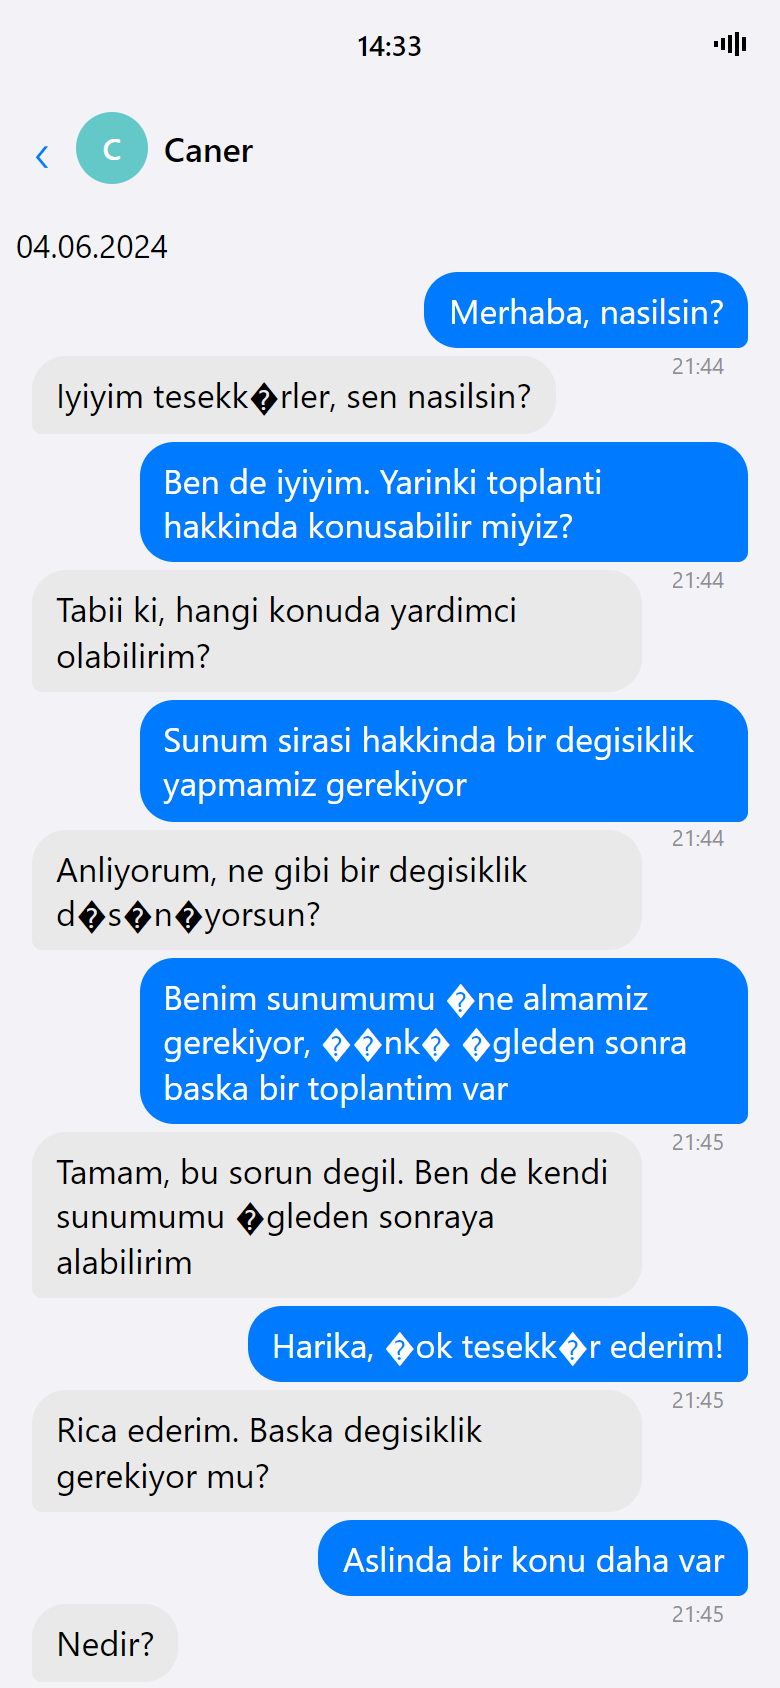 14:33
‹
C
Caner
04.06.2024
Merhaba, nasilsin?
21:44
Iyiyim tesekk�rler, sen nasilsin?
Ben de iyiyim. Yarinki toplanti
hakkinda konusabilir miyiz?
21:44
Tabii ki, hangi konuda yardimci
olabilirim?
Sunum sirasi hakkinda bir degisiklik
yapmamiz gerekiyor
21:44
Anliyorum, ne gibi bir degisiklik
d�s�n�yorsun?
Benim sunumumu �ne almamiz
gerekiyor, ��nk� �gleden sonra
baska bir toplantim var
21:45
Tamam, bu sorun degil. Ben de kendi
sunumumu �gleden sonraya
alabilirim
Harika, �ok tesekk�r ederim!
21:45
Rica ederim. Baska degisiklik
gerekiyor mu?
Aslinda bir konu daha var
21:45
Nedir?